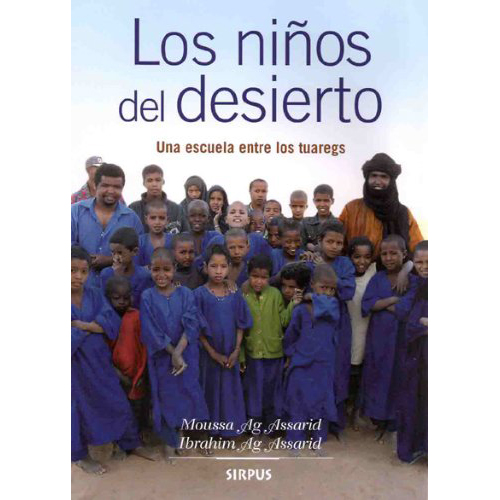 Los niños
del desierto
Una escuela entre los tuaregs
Moussa Ag Assarid
Ibrahim Ag Assarid
SIRPUS